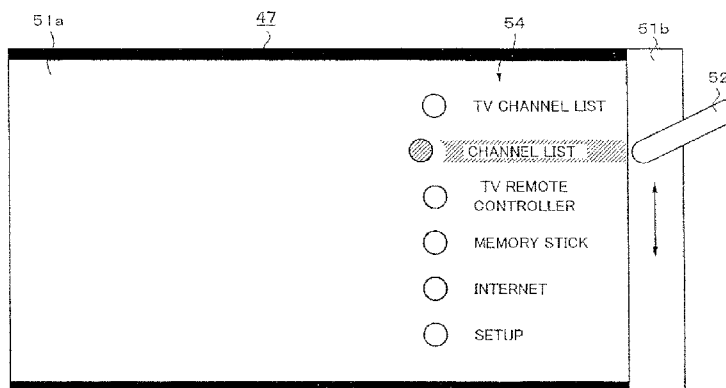 51a
47
54
51b
52
TV CHANNEL LIST
CHANNEL LIST
TV REMOTE
CONTROLLER
MEMORY STICK
INTERNET
SETUP